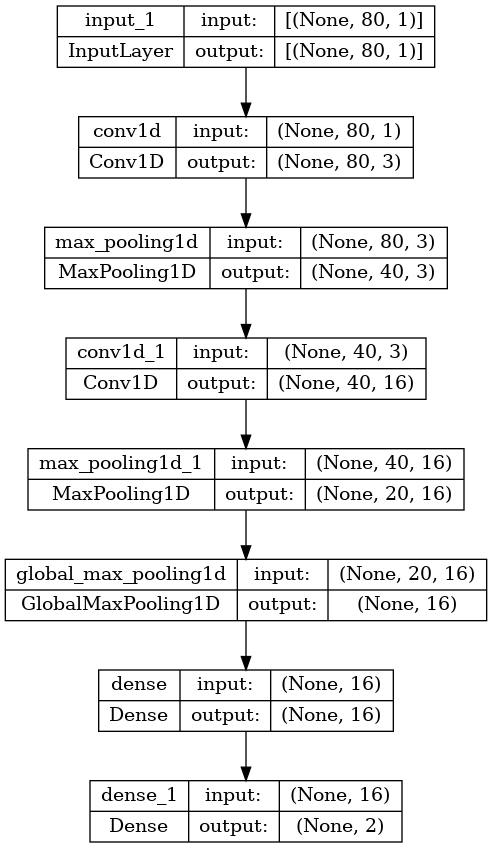 input_1 input: [(None, 80, 1)]
InputLayer output: [(None, 80, 1)]
conv1d input: (None, 80, 1)
Conv1D output: (None, 80, 3)
max_pooling1d input: (None, 80, 3)
MaxPooling1D output: (None, 40, 3)
conv1d_1 input: (None, 40, 3)
Conv1D output: (None, 40, 16)
max_pooling1d_1 input: (None, 40, 16)
MaxPooling1D output: (None, 20, 16)
global_max_pooling1d input: (None, 20, 16)
GlobalMaxPooling1D output: (None, 16)
dense input: (None, 16)
Dense output: (None, 16)
dense_1 input: (None, 16)
Dense output: (None, 2)